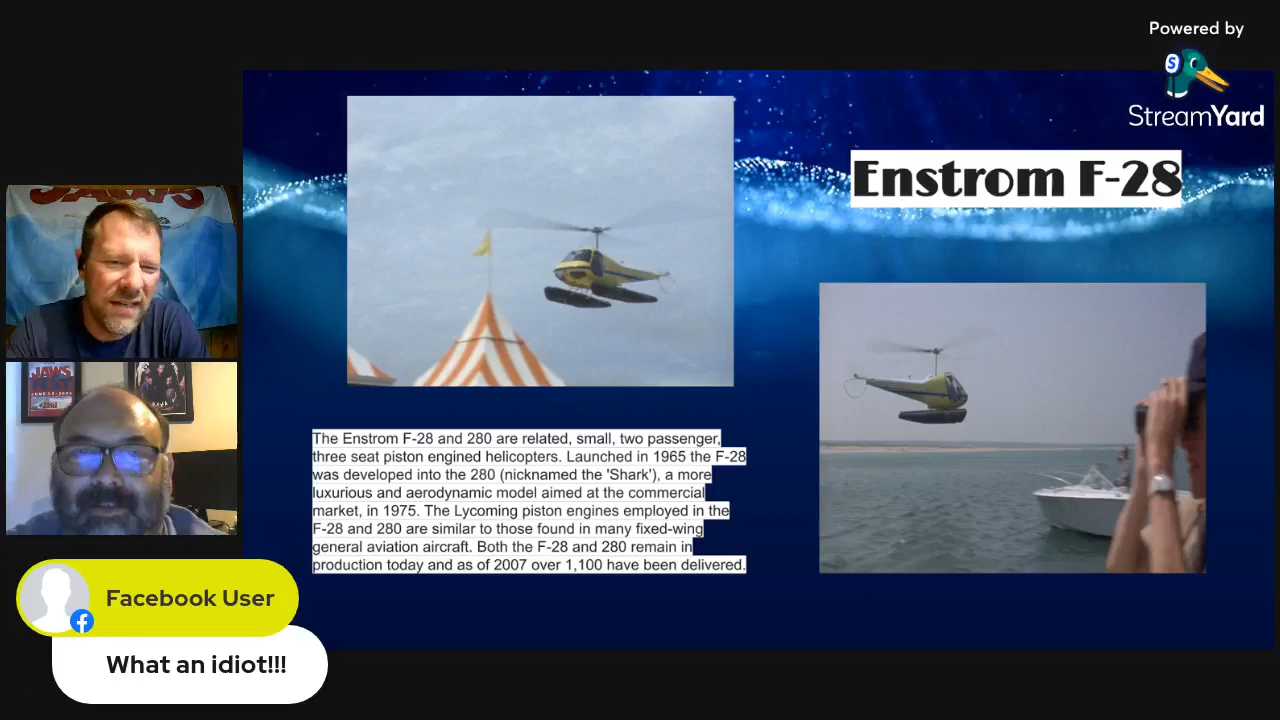 Powered by
S
StreamYard
Enstrom F-28
JAWS
JAWS
FEST
The Enstrom F-28 and 280 are related, small, two passenger,
three seat piston engined helicopters. Launched in 1965 the F-28
was developed into the 280 (nicknamed the 'Shark'), a more
luxurious and aerodynamic model aimed at the commercial
market, in 1975. The Lycoming piston engines employed in the
F-28 and 280 are similar to those found in many fixed-wing
general aviation aircraft. Both the F-28 and 280 remain in
production today and as of 2007 over 1,100 have been delivered.
Facebook User
What an idiot!!!